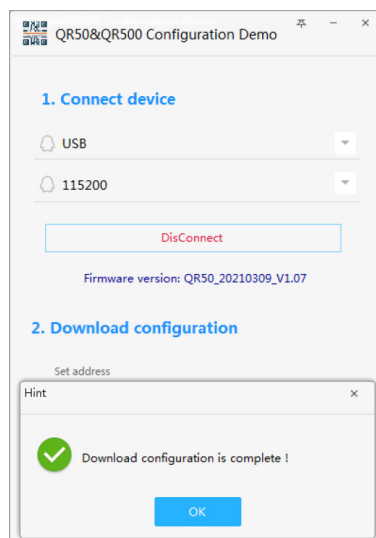 QR50&QR500 Configuration Demo
1. Connect device
USB
115200
DisConnect
Firmware version: QR50_20210309_V1.07
2. Download configuration
Set address
Hint
Download configuration is complete !
OK